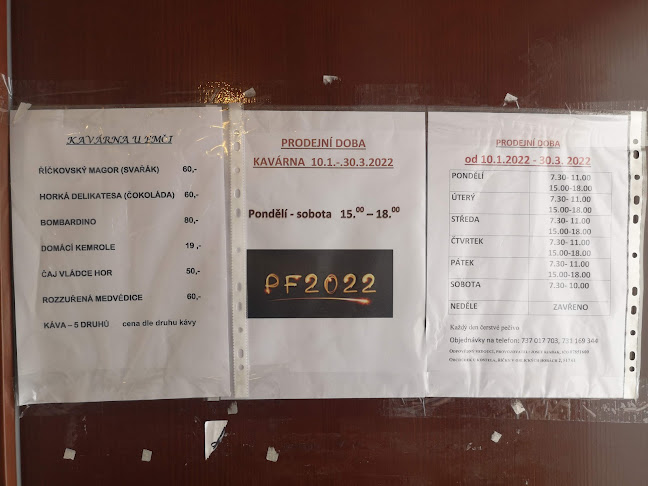 KAVÁRNA U EMČI
ŘÍČKOVSKÝ MAGOR (SVAŘÁK) 60,-
HORKÁ DELIKATESA (ČOKOLÁDA) 60,-
BOMBARDINO 80,-
DOMÁCÍ KEMROLE 19,-
ČAJ VLÁDCE HOR 50,-
ROZZUŘENÁ MEDVĚDICE 60,-
KÁVA – 5 DRUHŮ cena dle druhu kávy
PRODEJNÍ DOBA
KAVÁRNA 10.1.-.30.3.2022
Pondělí - sobota 15.00 – 18.00
PF2022
PRODEJNÍ DOBA
od 10.1.2022 - 30.3. 2022
PONDĚLÍ 7.30- 11.00
15.00-18.00
ÚTERÝ 7.30- 11.00
15.00-18.00
STŘEDA 7.30- 11.00
15.00-18.00
ČTVRTEK 7.30- 11.00
15.00-18.00
PÁTEK 7.30- 11.00
15.00-18.00
SOBOTA 7.30- 10.00
NEDĚLE ZAVŘENO
Každý den čerstvé pečivo
Objednávky na telefon: 737 017 703, 731 169 344